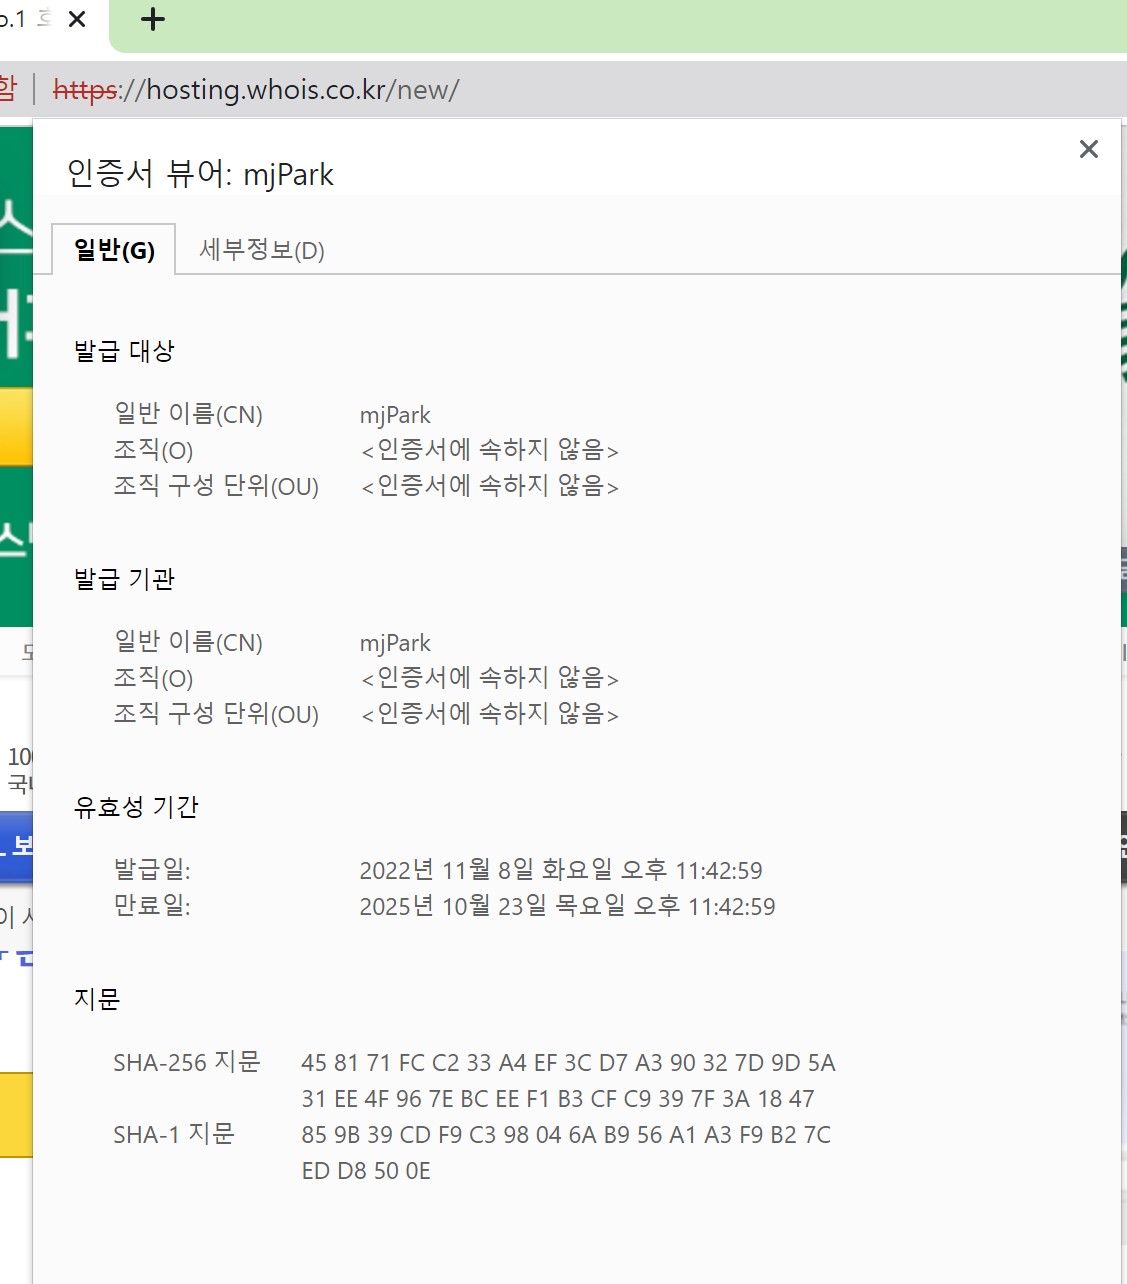 함 | https://hosting.whois.co.kr/new/
인증서 뷰어: mjPark
일반(G) 세부정보(D)
발급 대상
일반 이름(CN) mjPark
조직(O) <인증서에 속하지 않음>
조직 구성 단위(OU) <인증서에 속하지 않음>
발급 기관
일반 이름(CN) mjPark
조직(O) <인증서에 속하지 않음>
조직 구성 단위(OU) <인증서에 속하지 않음>
유효성 기간
발급일: 2022년 11월 8일 화요일 오후 11:42:59
만료일: 2025년 10월 23일 목요일 오후 11:42:59
지문
SHA-256 지문 45 81 71 FC C2 33 A4 EF 3C D7 A3 90 32 7D 9D 5A
31 EE 4F 96 7E BC EE F1 B3 CF C9 39 7F 3A 18 47
SHA-1 지문 85 9B 39 CD F9 C3 98 04 6A B9 56 A1 A3 F9 B2 7C
ED D8 50 0E